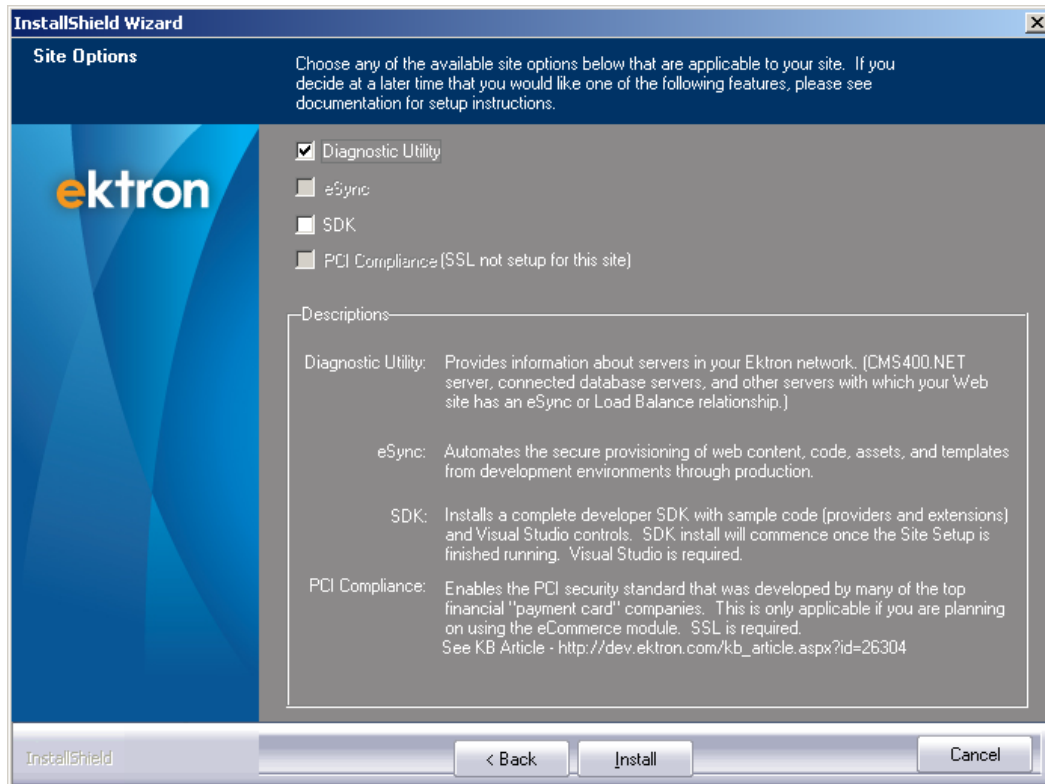 InstallShield Wizard
Site Options
Choose any of the available site options below that are applicable to your site. If you
decide at a later time that you would like one of the following features, please see
documentation for setup instructions.
ektron
Diagnostic Utility
eSync
SDK
PCI Compliance (SSL not setup for this site)
Descriptions
Diagnostic Utility: Provides information about servers in your Ektron network. (CMS400.NET
server, connected database servers, and other servers with which your Web
site has an eSync or Load Balance relationship.)
eSync: Automates the secure provisioning of web content, code, assets, and templates
from development environments through production.
SDK: Installs a complete developer SDK with sample code (providers and extensions)
and Visual Studio controls. SDK install will commence once the Site Setup is
finished running. Visual Studio is required.
PCI Compliance: Enables the PCI security standard that was developed by many of the top
financial "payment card" companies. This is only applicable if you are planning
on using the eCommerce module. SSL is required.
See KB Article - http://dev.ektron.com/kb_article.aspx?id=26304
InstallShield
< Back
Install
Cancel